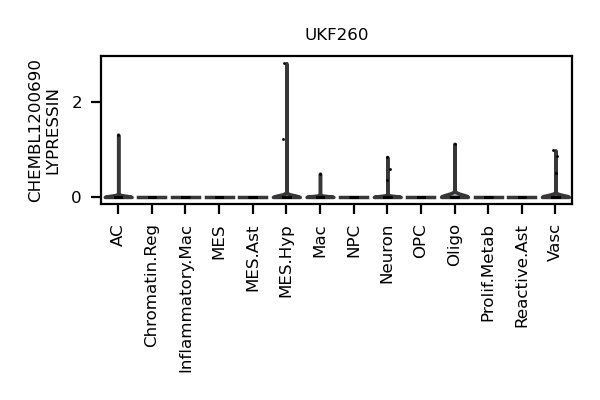 UKF260
CHEMBL1200690
LYPRESSIN
2
0
AC
Chromatin.Reg
Inflammatory.Mac
MES
MES.Ast
MES.Hyp
Mac
NPC
Neuron
OPC
Oligo
Prolif.Metab
Reactive.Ast
Vasc